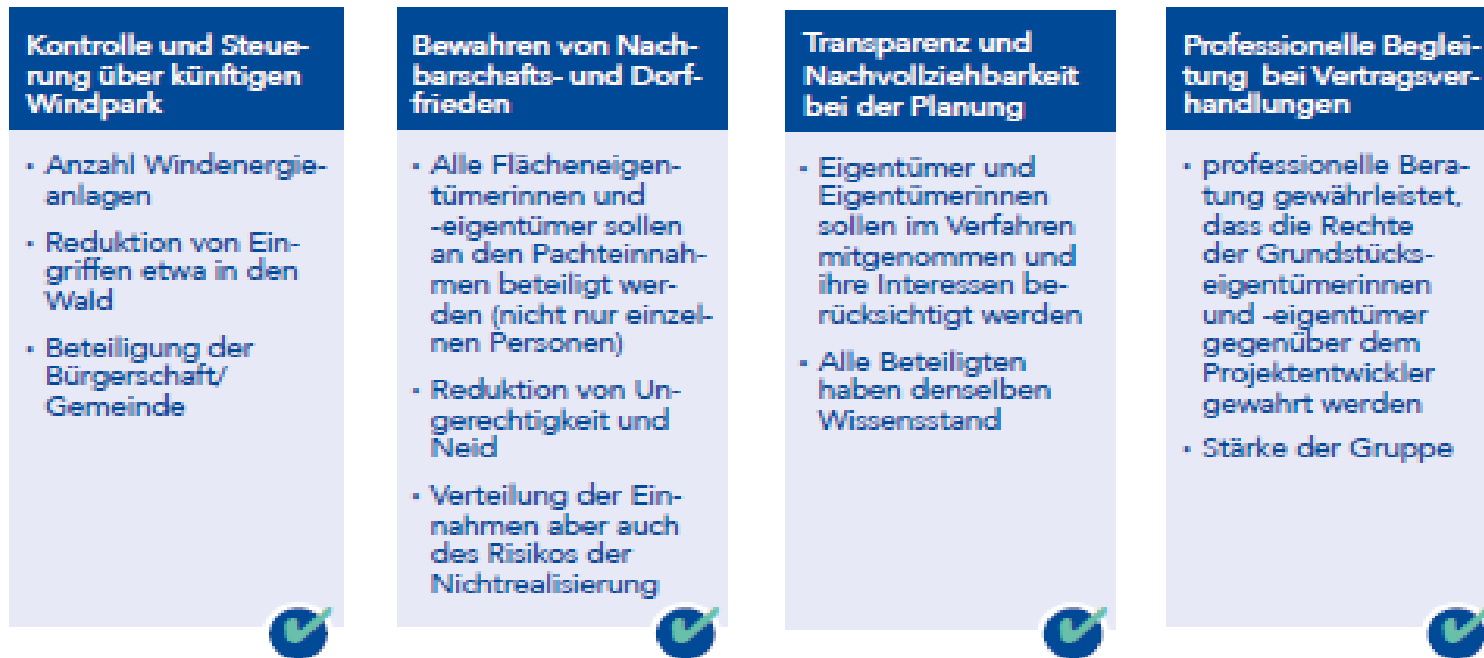 Kontrolle und Steue-
rung über künftigen
Windpark
• Anzahl Windenergie-
anlagen
• Reduktion von Ein-
griffen etwa in den
Wald
• Beteiligung der
Bürgerschaft/
Gemeinde
Bewahren von Nach-
barschafts- und Dorf-
frieden
• Alle Flächeneigen-
tümerinnen und
-eigentümer sollen
an den Pachteinnah-
men beteiligt wer-
den (nicht nur einzel-
nen Personen)
• Reduktion von Un-
gerechtigkeit und
Neid
• Verteilung der Ein-
nahmen aber auch
des Risikos der
Nichtrealisierung
Transparenz und
Nachvollziehbarkeit
bei der Planung
• Eigentümer und
Eigentümerinnen
sollen im Verfahren
mitgenommen und
ihre Interessen be-
rücksichtigt werden
• Alle Beteiligten
haben denselben
Wissensstand
Professionelle Beglei-
tung bei Vertragsver-
handlungen
• professionelle Bera-
tung gewährleistet,
dass die Rechte
der Grundstücks-
eigentümerinnen
und -eigentümer
gegenüber dem
Projektentwickler
gewahrt werden
• Stärke der Gruppe